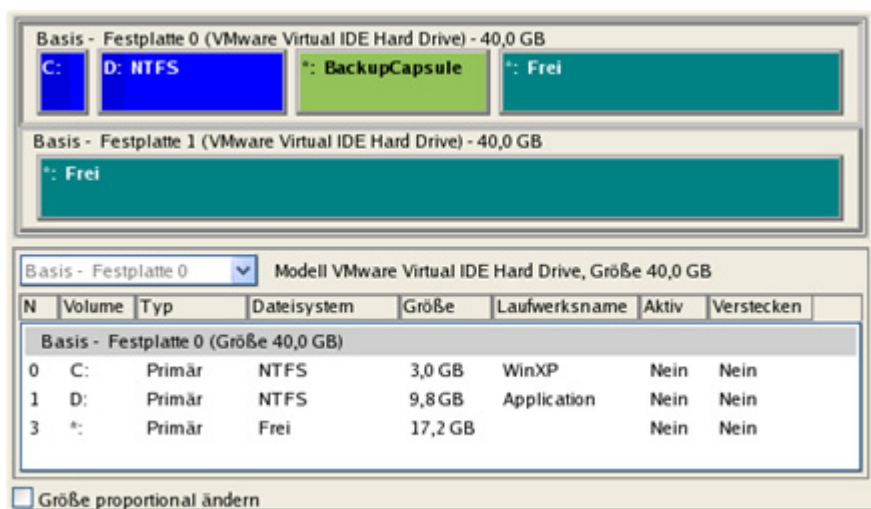 Basis - Festplatte 0 (VMware Virtual IDE Hard Drive) - 40,0 GB
C: D: NTFS *: BackupCapsule *: Frei
Basis - Festplatte 1 (VMware Virtual IDE Hard Drive) - 40,0 GB
*: Frei
Basis - Festplatte 0 Modell VMware Virtual IDE Hard Drive, Größe 40,0 GB
N Volume Typ Dateisystem Größe Laufwerksname Aktiv Verstecken
Basis - Festplatte 0 (Größe 40,0 GB)
0 C: Primär NTFS 3,0 GB WinXP Nein Nein
1 D: Primär NTFS 9,8 GB Application Nein Nein
3 *: Primär Frei 17,2 GB Nein Nein
Größe proportional ändern